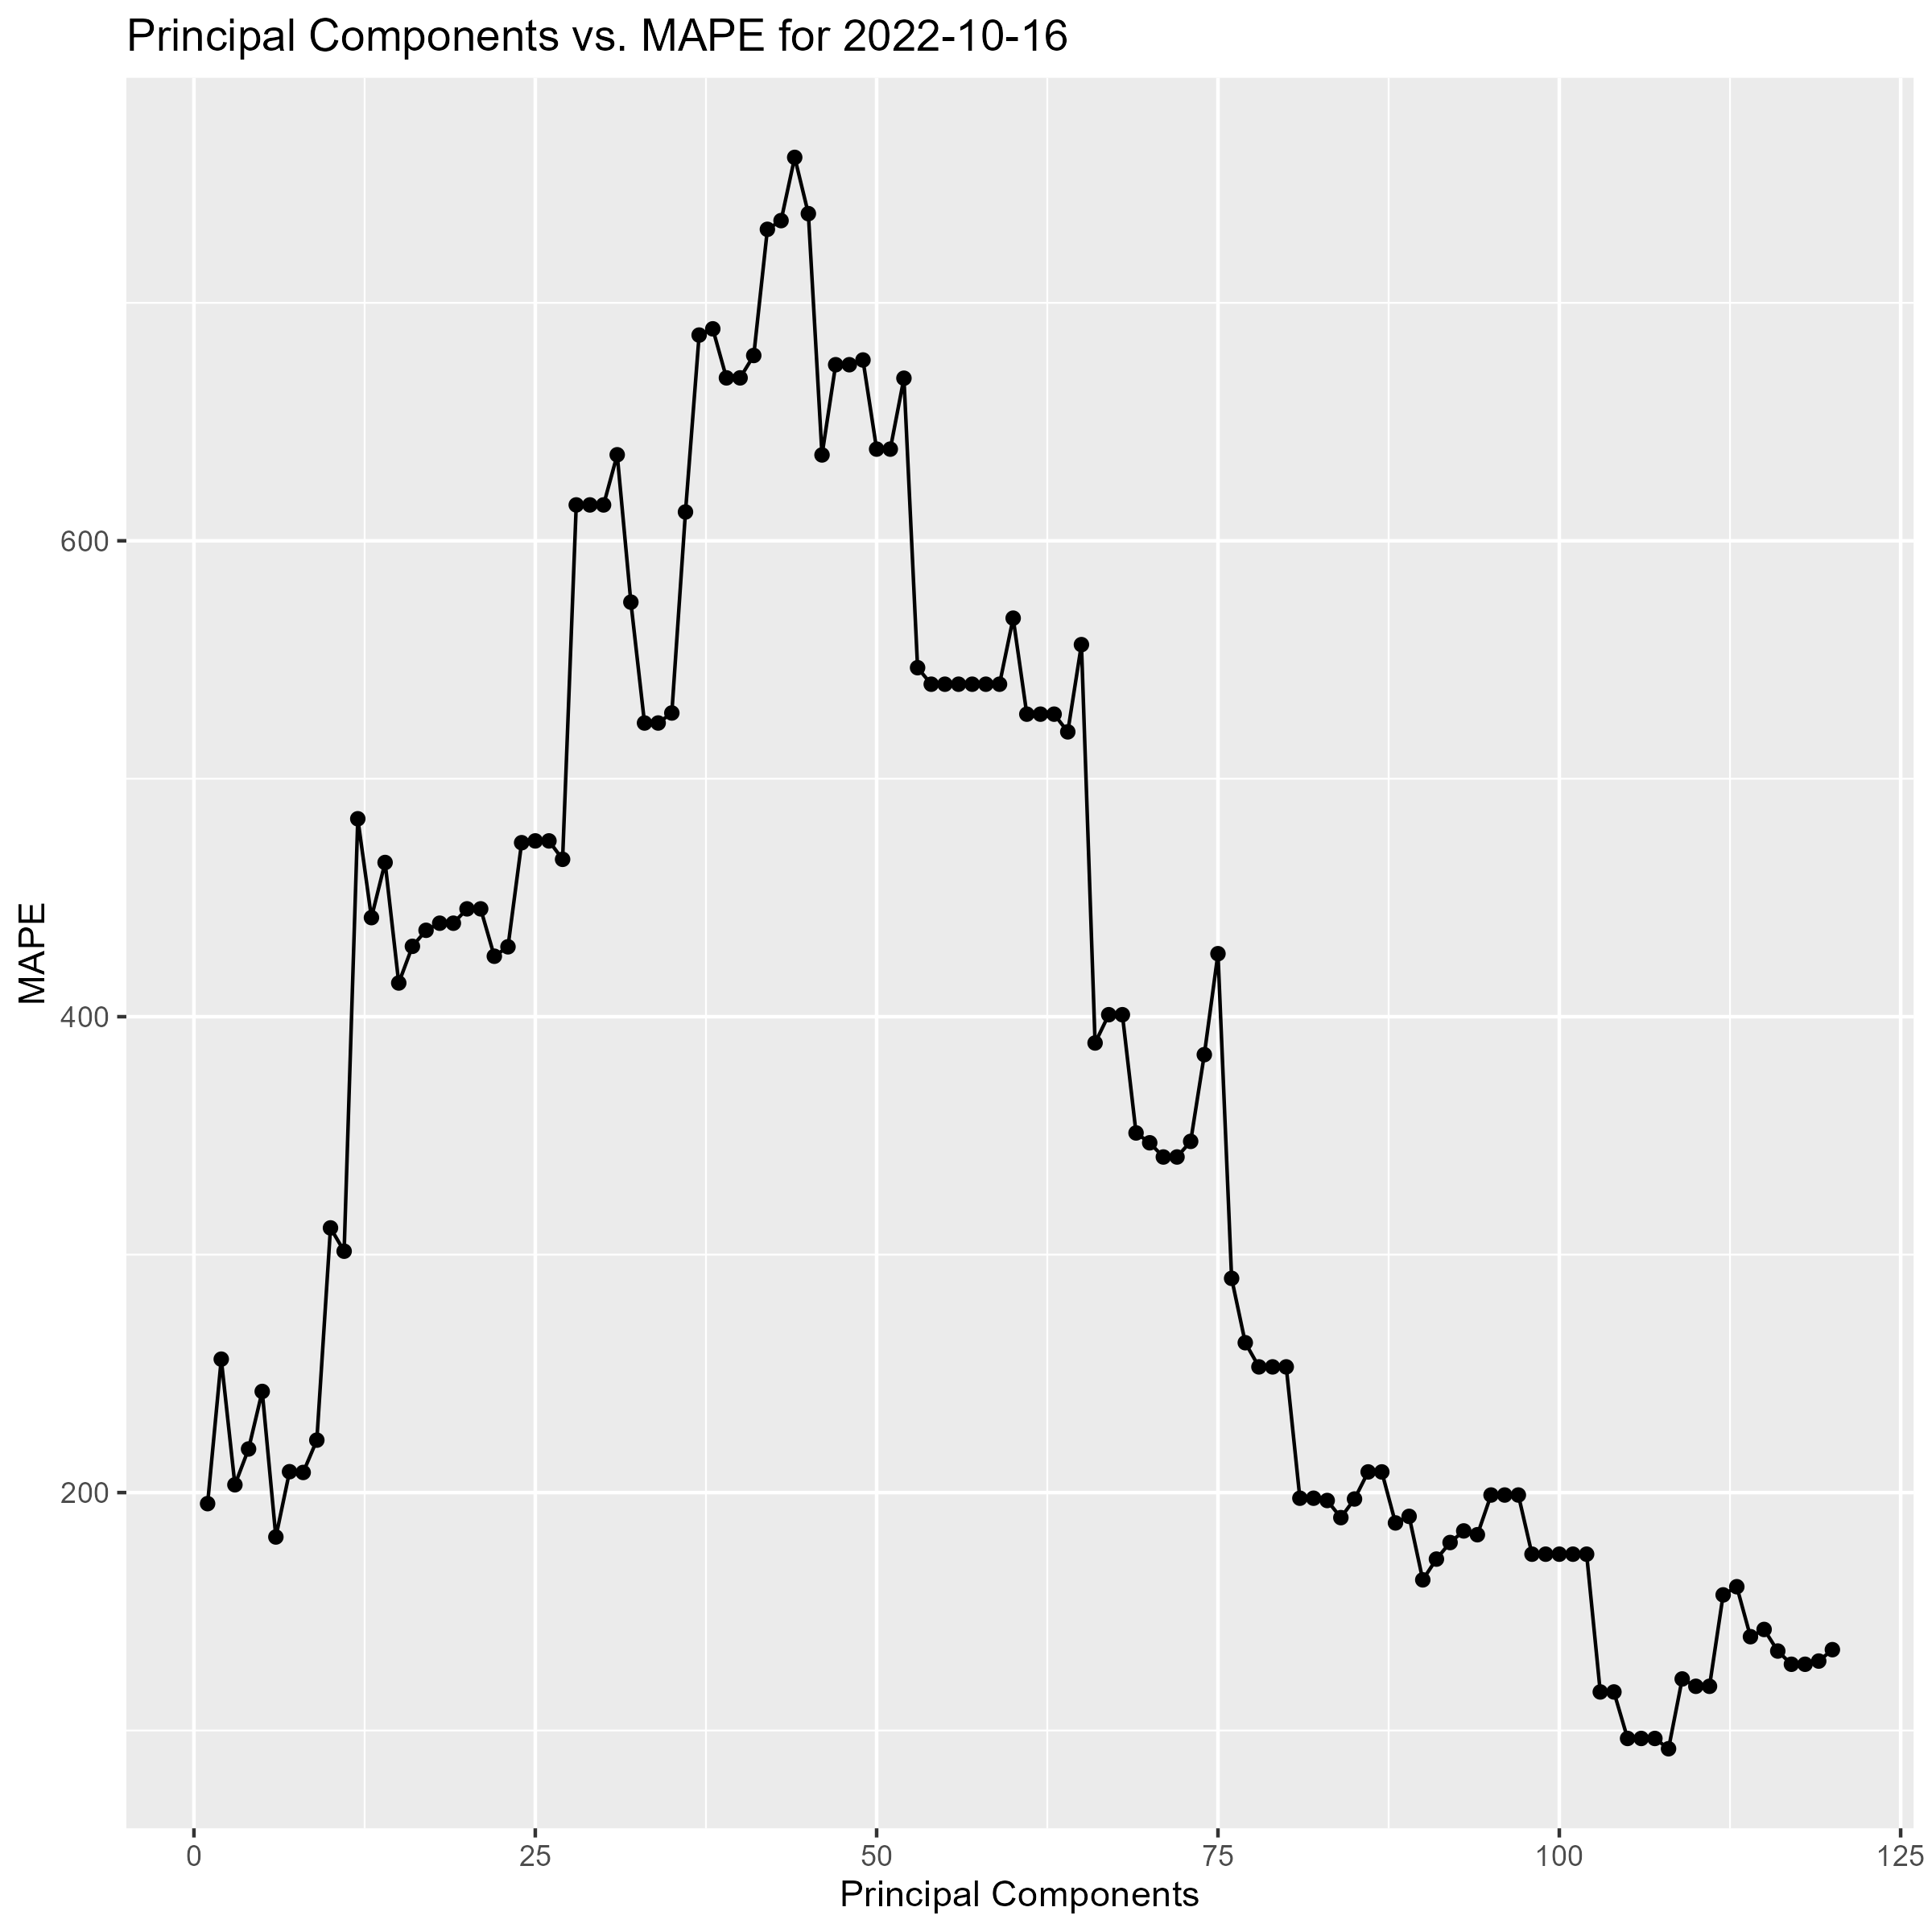 Principal Components vs. MAPE for 2022-10-16
MAPE
600
400
200
0 25 50 75 100 125
Principal Components